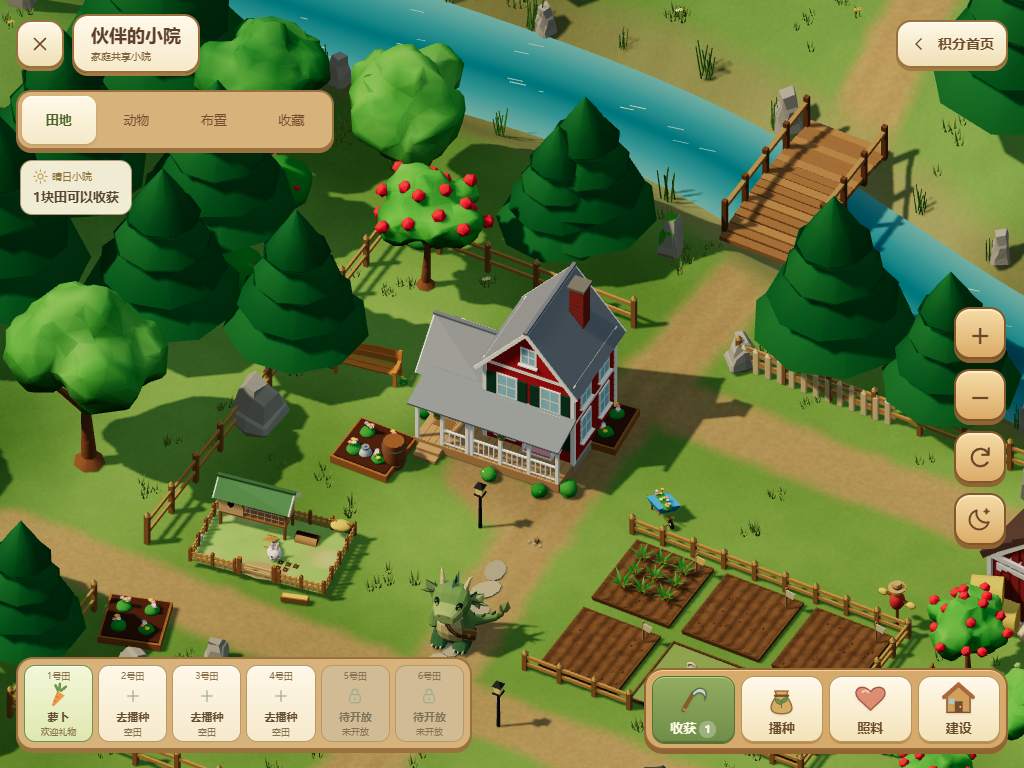 伙伴的小院
家庭共享小院
积分首页
田地
动物
布置
收藏
晴日小院
1块田可以收获
1号田
萝卜
欢迎礼物
2号田
去播种
空田
3号田
去播种
空田
4号田
去播种
空田
5号田
待开放
未开放
6号田
待开放
未开放
收获 1
播种
照料
建设